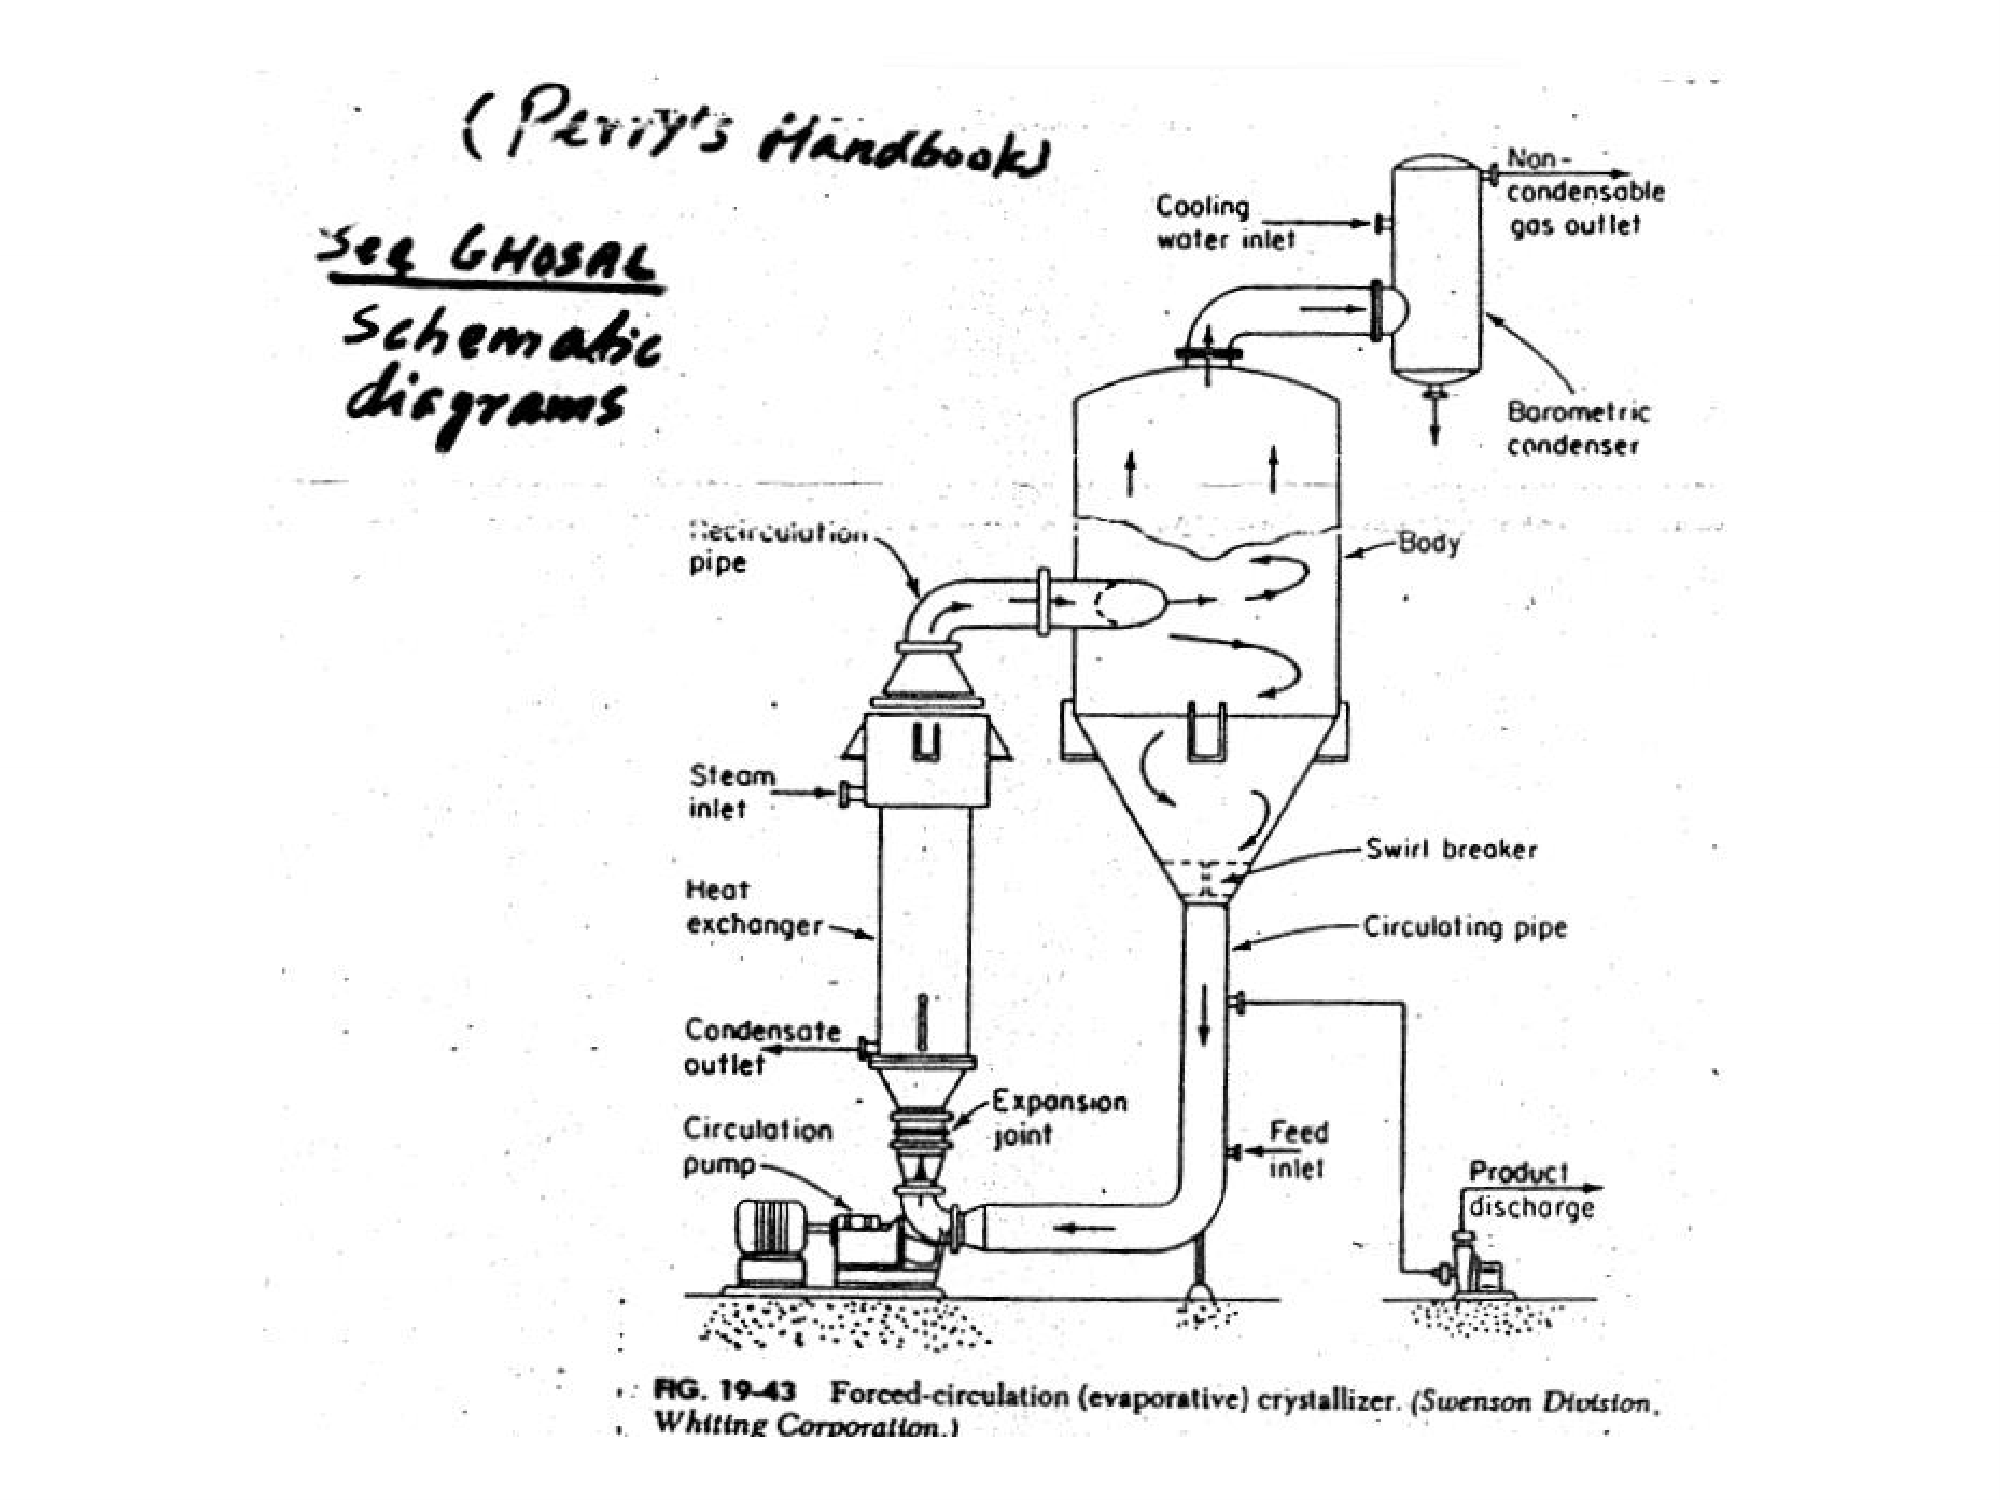 (Perry's Handbook)
See GHOSAL
Schematic
diagrams
Non-
condensable
gas outlet
Cooling
water inlet
Barometric
condenser
Recirculation
pipe
Body
Steam
inlet
Swirl breaker
Heat
exchanger
Circulating pipe
Condensate
outlet
Expansion
joint
Circulation
pump
Feed
inlet
Product
discharge
FIG. 19-43 Forced-circulation (evaporative) crystallizer. (Swenson Division,
Whiting Corporation.)